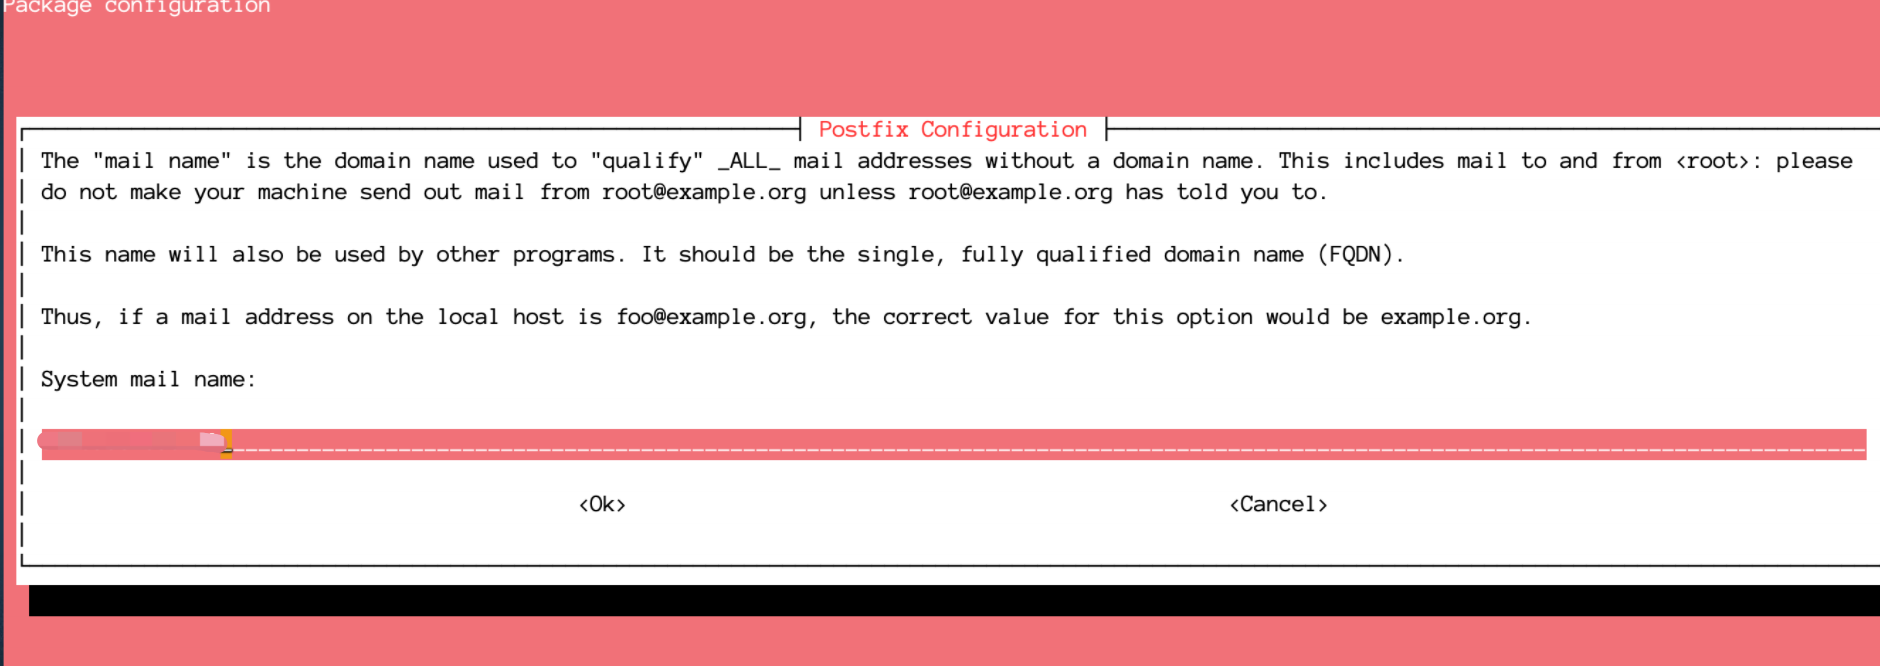 Package configuration
Postfix Configuration
The "mail name" is the domain name used to "qualify" _ALL_ mail addresses without a domain name. This includes mail to and from <root>: please
do not make your machine send out mail from root@example.org unless root@example.org has told you to.
This name will also be used by other programs. It should be the single, fully qualified domain name (FQDN).
Thus, if a mail address on the local host is foo@example.org, the correct value for this option would be example.org.
System mail name:
<Ok> <Cancel>